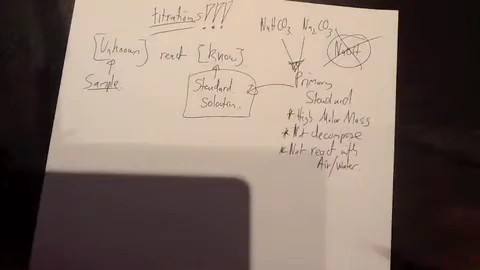 titrations!!!
NaHCO3 Na2CO3
NaOH
[Unknown] react [Know]
Sample
Standard
Solution.
Primary
Standard
* High Molar Mass
* Not decompose
* Not react with
Air/water.